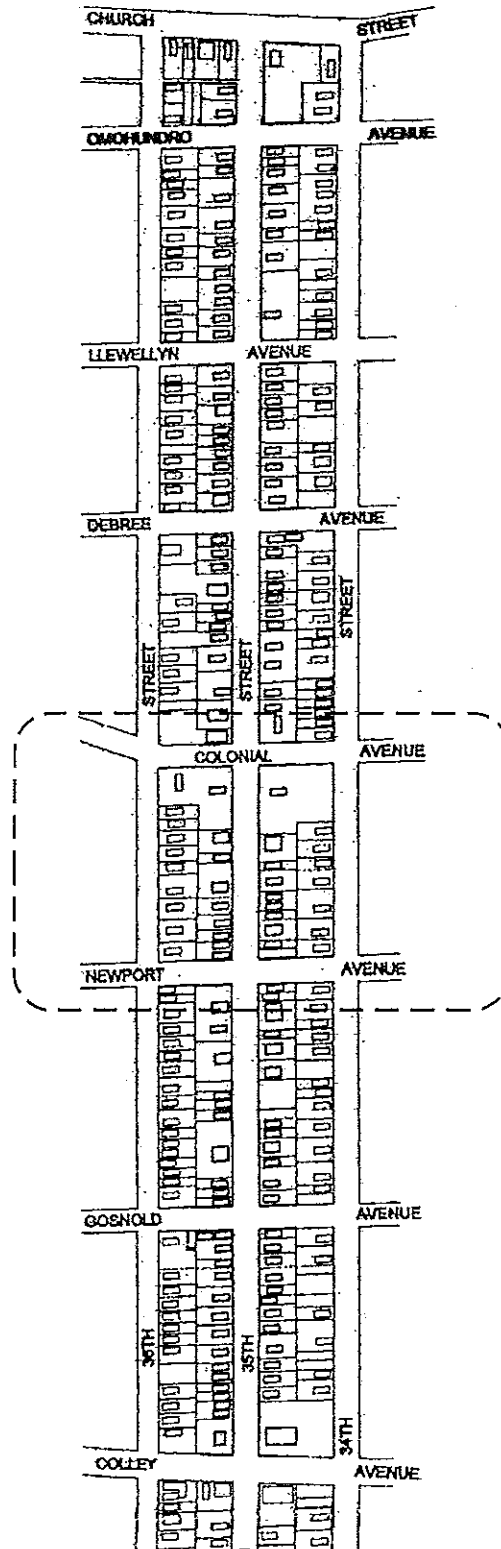 CHURCH STREET
OMOHUNDRO AVENUE
LLEWELLYN AVENUE
DEBREE AVENUE
STREET STREET STREET
COLONIAL AVENUE
NEWPORT AVENUE
GOSNOLD AVENUE
36TH 35TH 34TH
COLLEY AVENUE